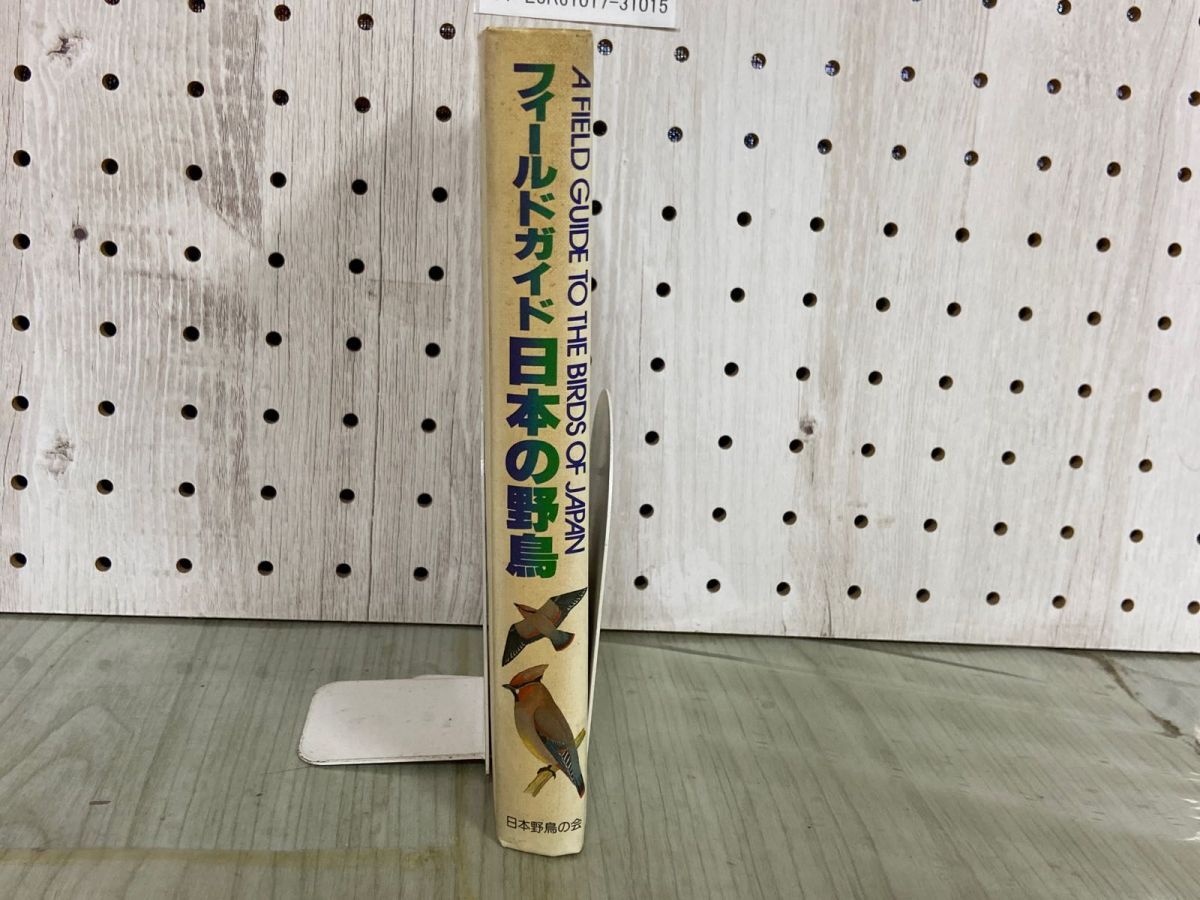 31015
A FIELD GUIDE TO THE BIRDS OF JAPAN
フィールドガイド 日本の野鳥
日本野鳥の会